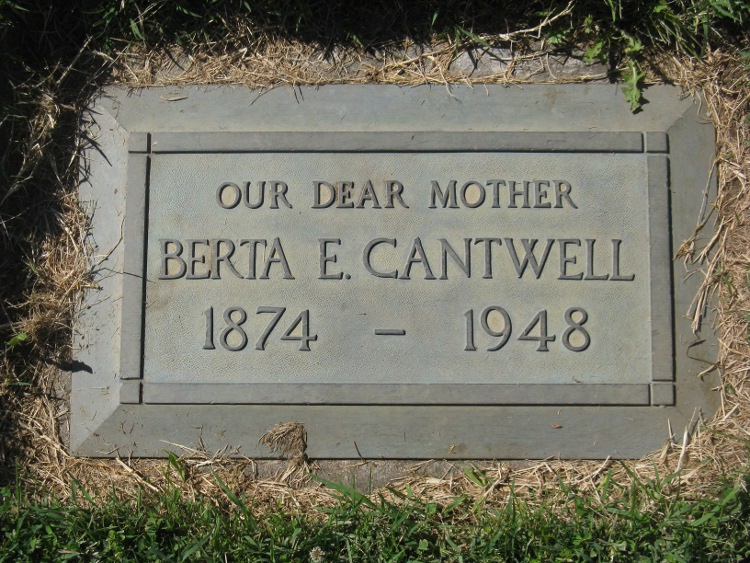 OUR DEAR MOTHER
BERTA E. CANTWELL
1874 – 1948